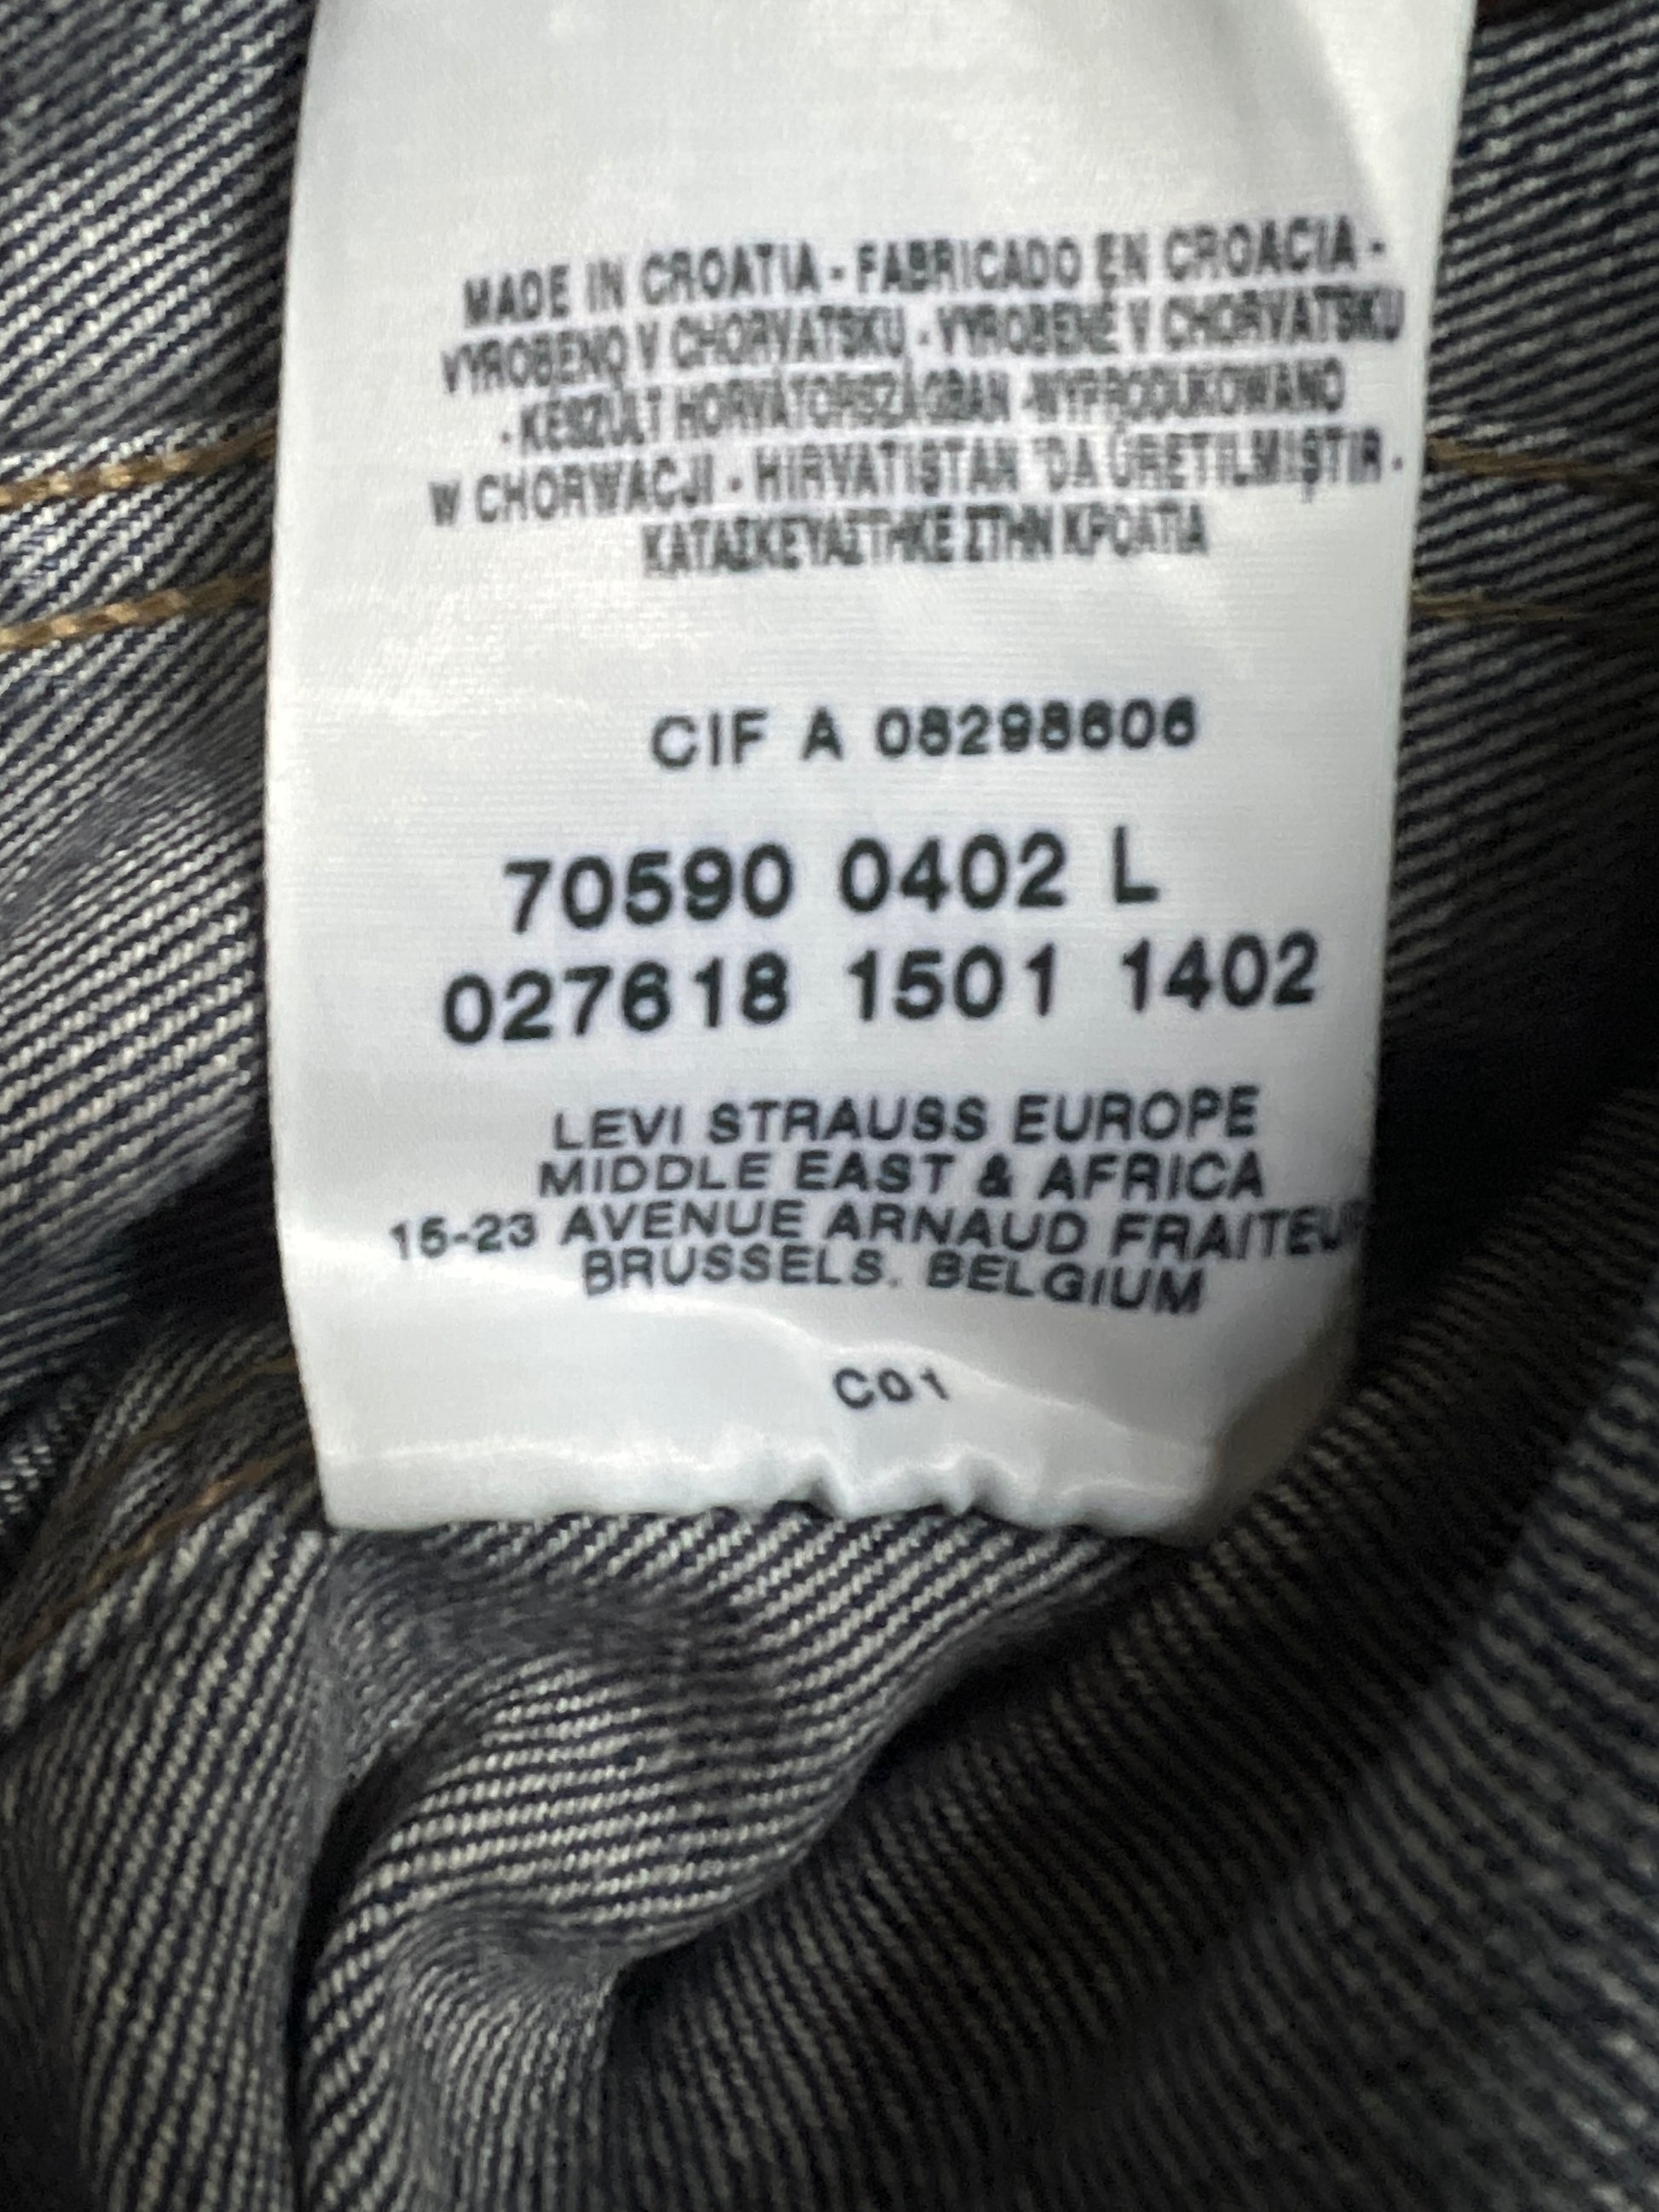 MADE IN CROATIA - FABRICADO EN CROACIA -
VYROBENO V CHORVATSKU - VYROBENÉ V CHORVATSKU
- KÉSZÜLT HORVÁTORSZÁGBAN - WYPRODUKOWANO
W CHORWACJI - HIRVATISTAN 'DA ÜRETILMIŞTIR -
ΚΑΤΑΣΚΕΥΑΣΤΗΚΕ ΣΤΗΝ ΚΡΟΑΤΙΑ
CIF A 08298606
70590 0402 L
027618 1501 1402
LEVI STRAUSS EUROPE
MIDDLE EAST & AFRICA
15-23 AVENUE ARNAUD FRAITEUR
BRUSSELS. BELGIUM
C01